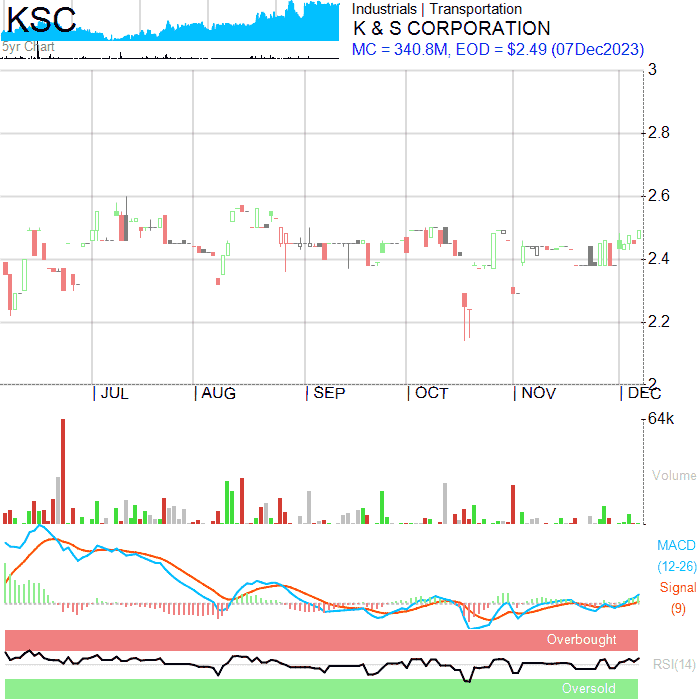 KSC
5yr Chart
Industrials | Transportation
K & S CORPORATION
MC = 340.8M, EOD = $2.49 (07Dec2023)
3
2.8
2.6
2.4
2.2
2
JUL AUG SEP OCT NOV DEC
64k
Volume
MACD
(12-26)
Signal
(9)
Overbought
RSI(14)
Oversold